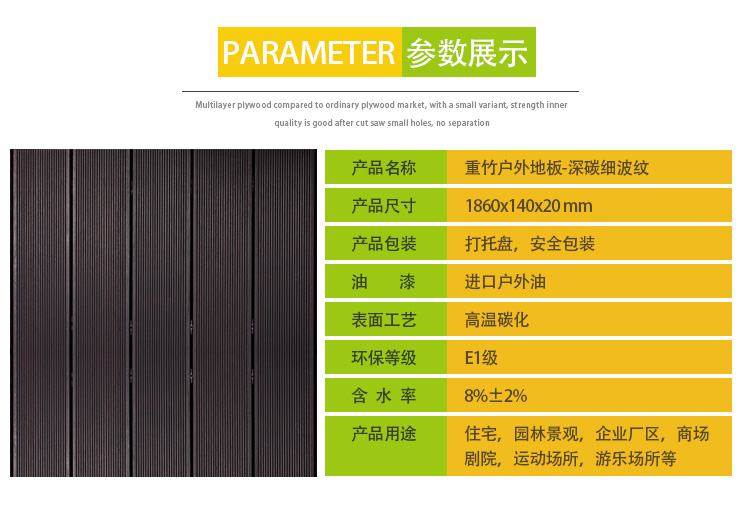 PARAMETER 参数展示
Multilayer plywood compared to ordinary plywood market, with a small variant, strength inner
quality is good after cut saw small holes, no separation
产品名称 重竹户外地板-深碳细波纹
产品尺寸 1860x140x20 mm
产品包装 打托盘，安全包装
油 漆 进口户外油
表面工艺 高温碳化
环保等级 E1级
含 水 率 8%±2%
产品用途 住宅，园林景观，企业厂区，商场
剧院，运动场所，游乐场所等